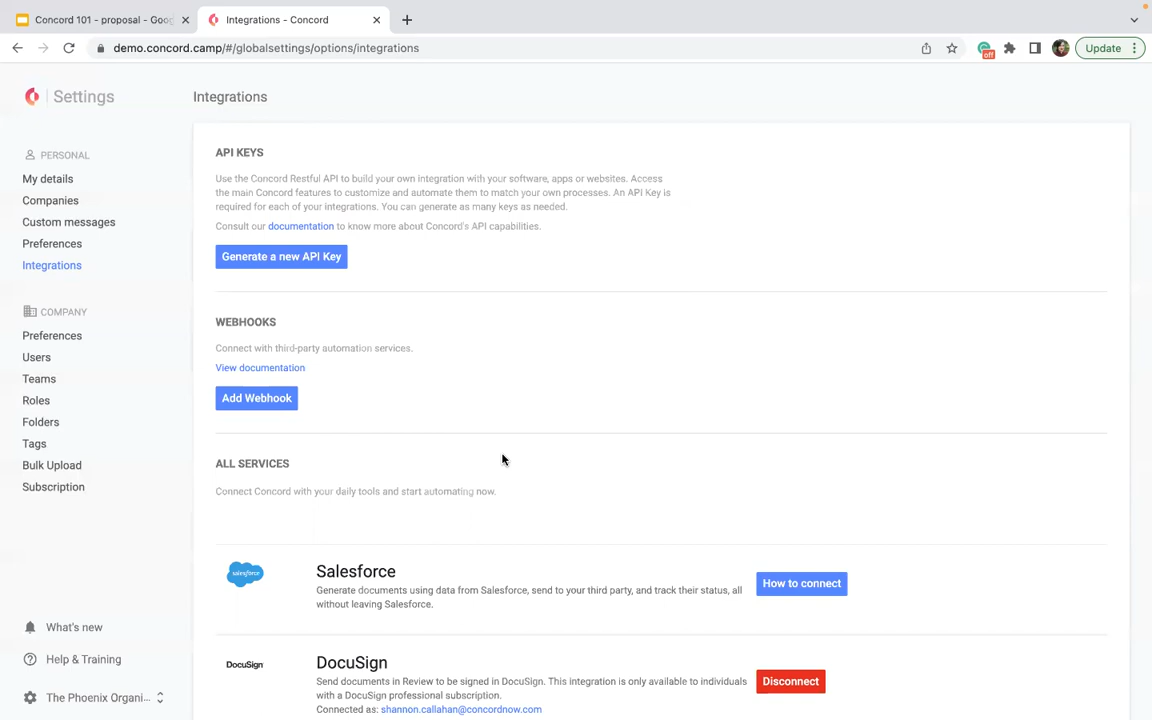 Concord 101 - proposal - Goo
Integrations - Concord
demo.concord.camp/#/globalsettings/options/integrations
off
Update
Settings
Integrations
PERSONAL
My details
Companies
Custom messages
Preferences
Integrations
COMPANY
Preferences
Users
Teams
Roles
Folders
Tags
Bulk Upload
Subscription
What's new
Help & Training
The Phoenix Organi...
API KEYS
Use the Concord Restful API to build your own integration with your software, apps or websites. Access
the main Concord features to customize and automate them to match your own processes. An API Key is
required for each of your integrations. You can generate as many keys as needed.
Consult our documentation to know more about Concord's API capabilities.
Generate a new API Key
WEBHOOKS
Connect with third-party automation services.
View documentation
Add Webhook
ALL SERVICES
Connect Concord with your daily tools and start automating now.
salesforce
Salesforce
Generate documents using data from Salesforce, send to your third party, and track their status, all
without leaving Salesforce.
How to connect
DocuSign
DocuSign
Send documents in Review to be signed in DocuSign. This integration is only available to individuals
with a DocuSign professional subscription.
Connected as: shannon.callahan@concordnow.com
Disconnect